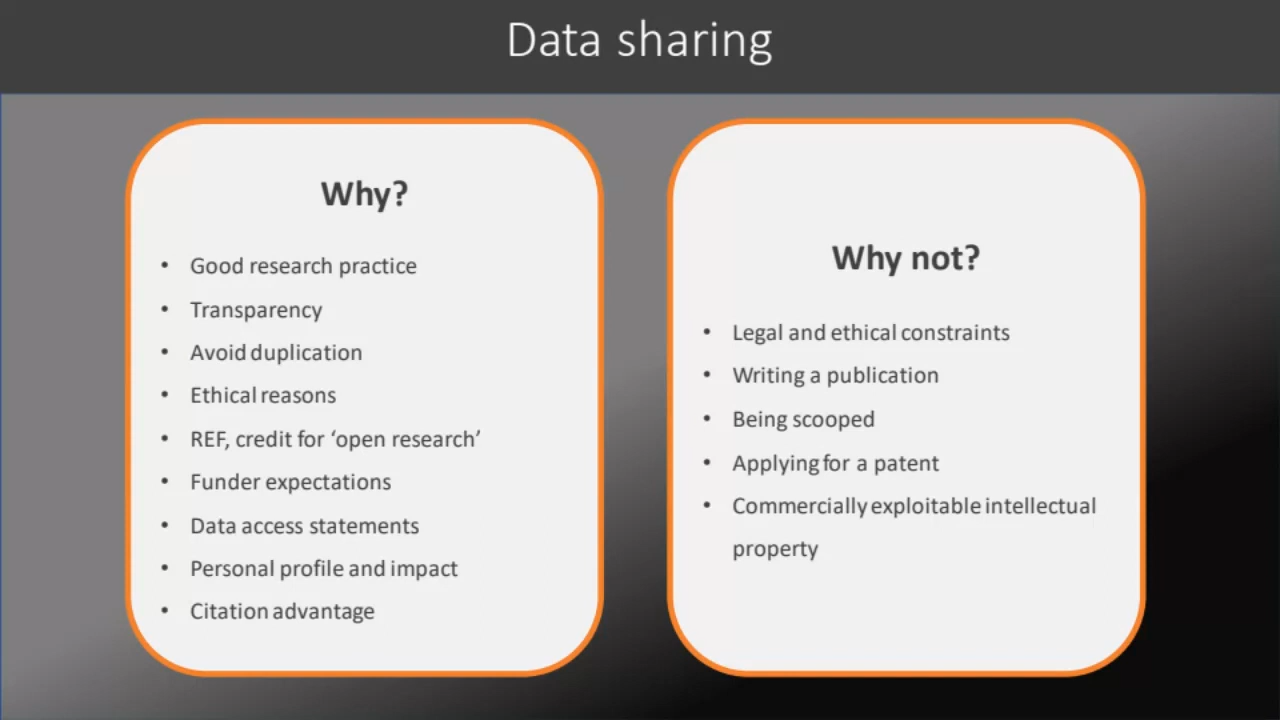 Data sharing
Why?
• Good research practice
• Transparency
• Avoid duplication
• Ethical reasons
• REF, credit for ‘open research’
• Funder expectations
• Data access statements
• Personal profile and impact
• Citation advantage
Why not?
• Legal and ethical constraints
• Writing a publication
• Being scooped
• Applying for a patent
• Commercially exploitable intellectual
property